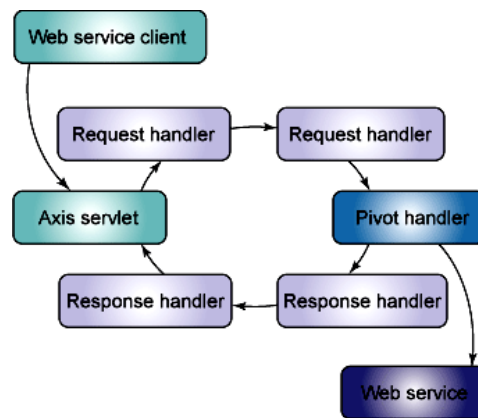 Web service client
Request handler
Request handler
Axis servlet
Pivot handler
Response handler
Response handler
Web service